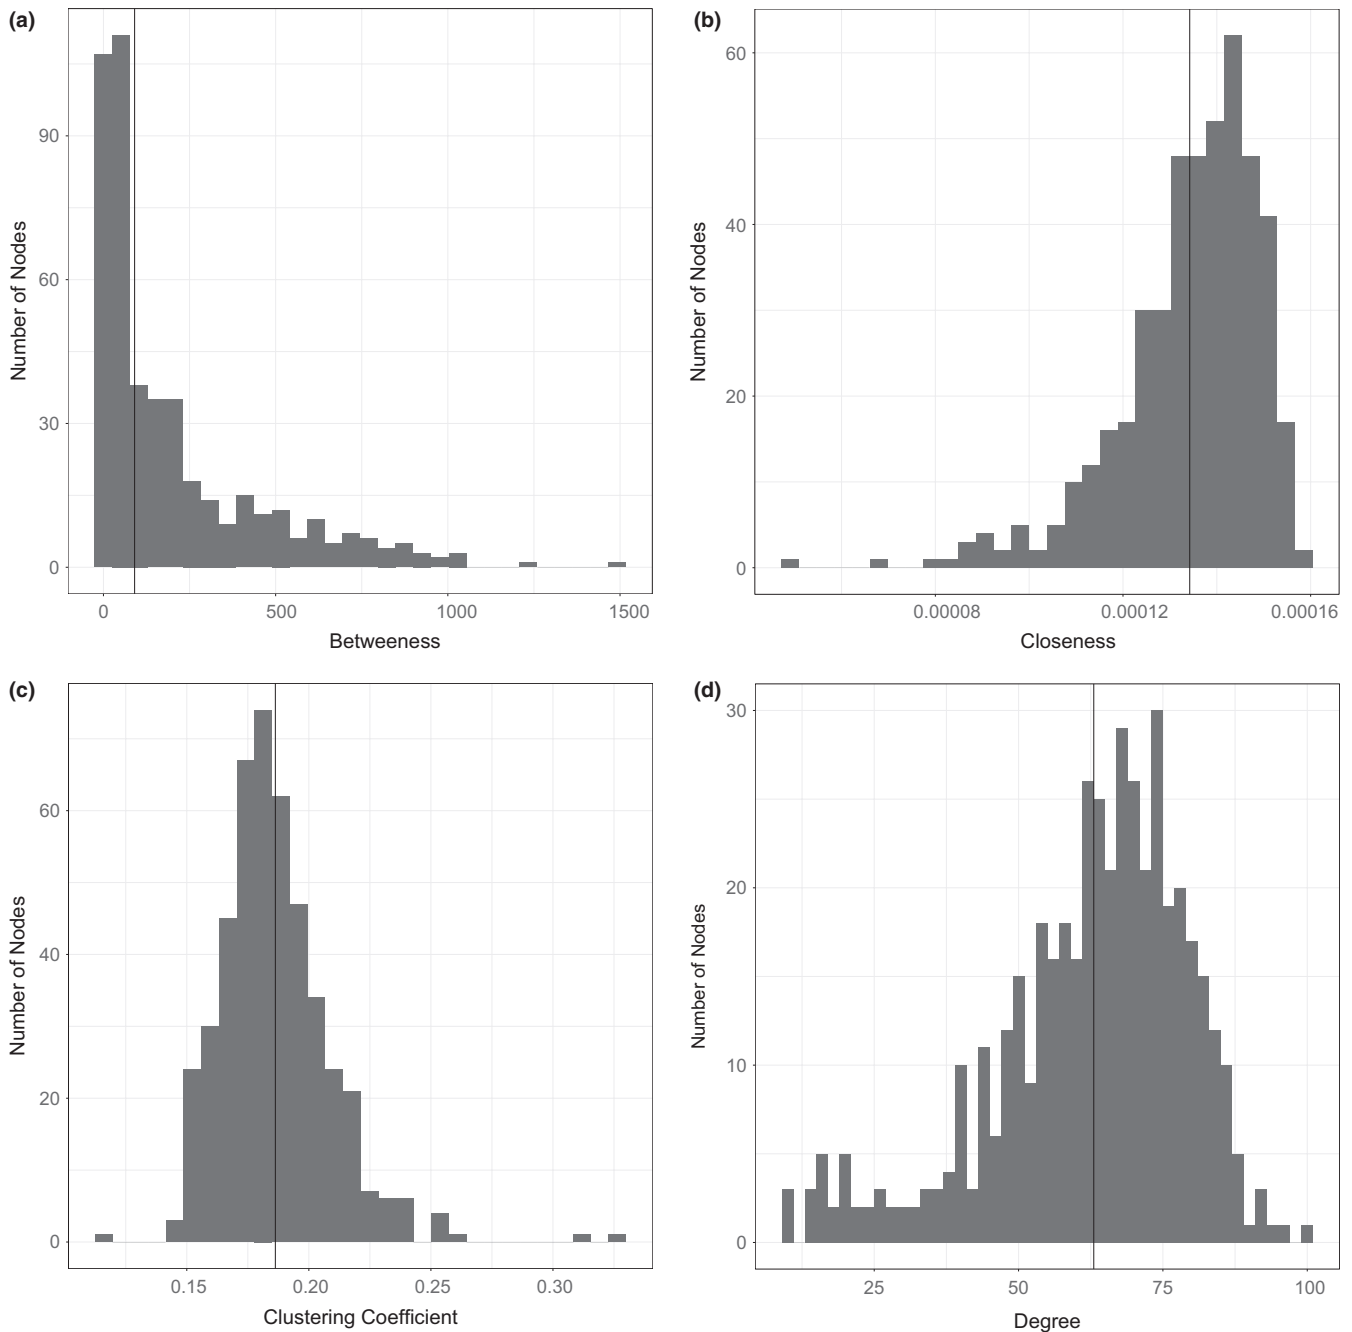 (a)
Number of Nodes
90
60
30
0
0 500 1000 1500
Betweeness
(b)
Number of Nodes
60
40
20
0
0.00008 0.00012 0.00016
Closeness
(c)
Number of Nodes
60
40
20
0
0.15 0.20 0.25 0.30
Clustering Coefficient
(d)
Number of Nodes
30
20
10
0
25 50 75 100
Degree